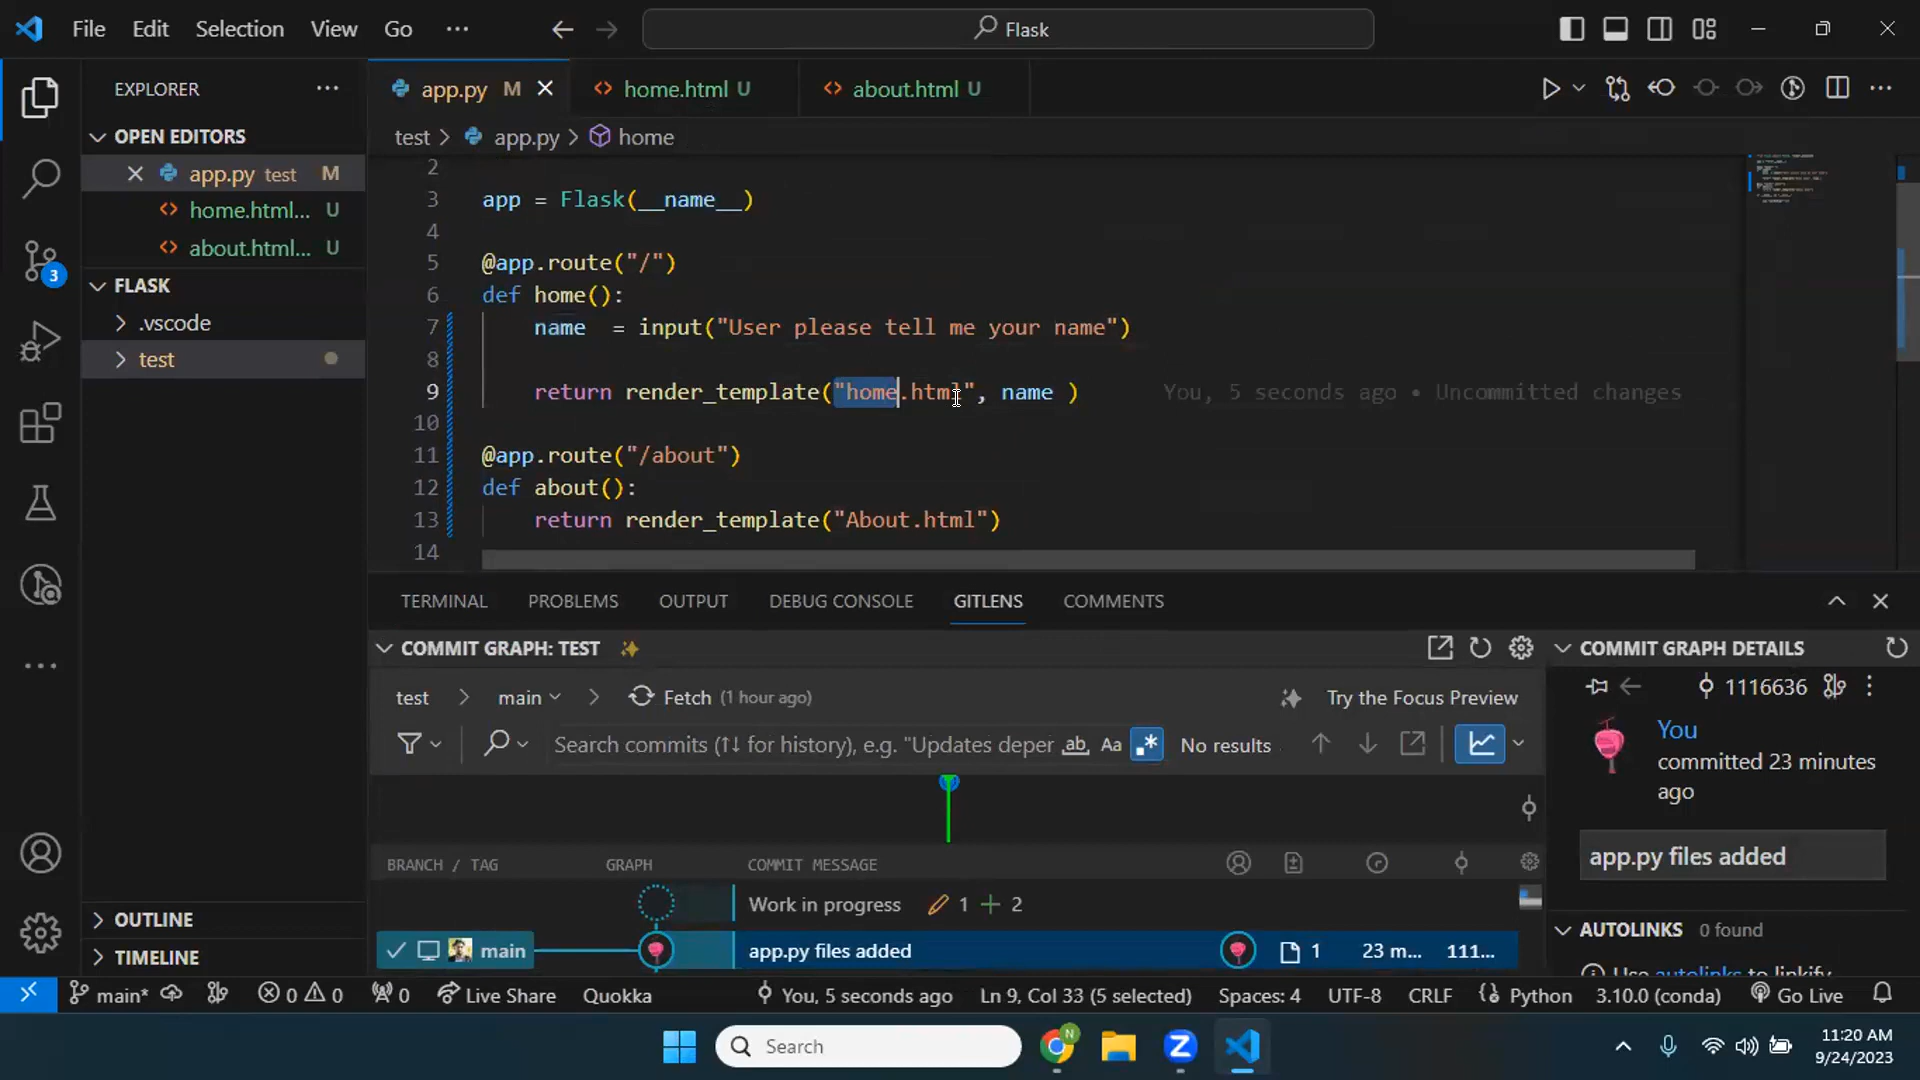 File Edit Selection View Go ··· Flask
EXPLORER ···
OPEN EDITORS
app.py test M
home.html... U
about.html... U
FLASK
.vscode
test
OUTLINE
TIMELINE
3
app.py M home.html U about.html U
test > app.py > home
2
3 app = Flask(__name__)
4
5 @app.route("/")
6 def home():
7 name  = input("User please tell me your name")
8
9 return render_template("home.html", name ) You, 5 seconds ago • Uncommitted changes
10
11 @app.route("/about")
12 def about():
13 return render_template("About.html")
14
TERMINAL PROBLEMS OUTPUT DEBUG CONSOLE GITLENS COMMENTS
COMMIT GRAPH: TEST
test > main > Fetch (1 hour ago) Try the Focus Preview
Search commits (↑↓ for history), e.g. "Updates deper ab Aa .* No results
BRANCH / TAG GRAPH COMMIT MESSAGE
Work in progress 1 + 2
main app.py files added 1 23 m... 111...
COMMIT GRAPH DETAILS
1116636
You
committed 23 minutes
ago
app.py files added
AUTOLINKS 0 found
Use autolinks to linkify
main* 0 0 0 Live Share Quokka You, 5 seconds ago Ln 9, Col 33 (5 selected) Spaces: 4 UTF-8 CRLF Python 3.10.0 (conda) Go Live
Search
N
Z
11:20 AM
9/24/2023